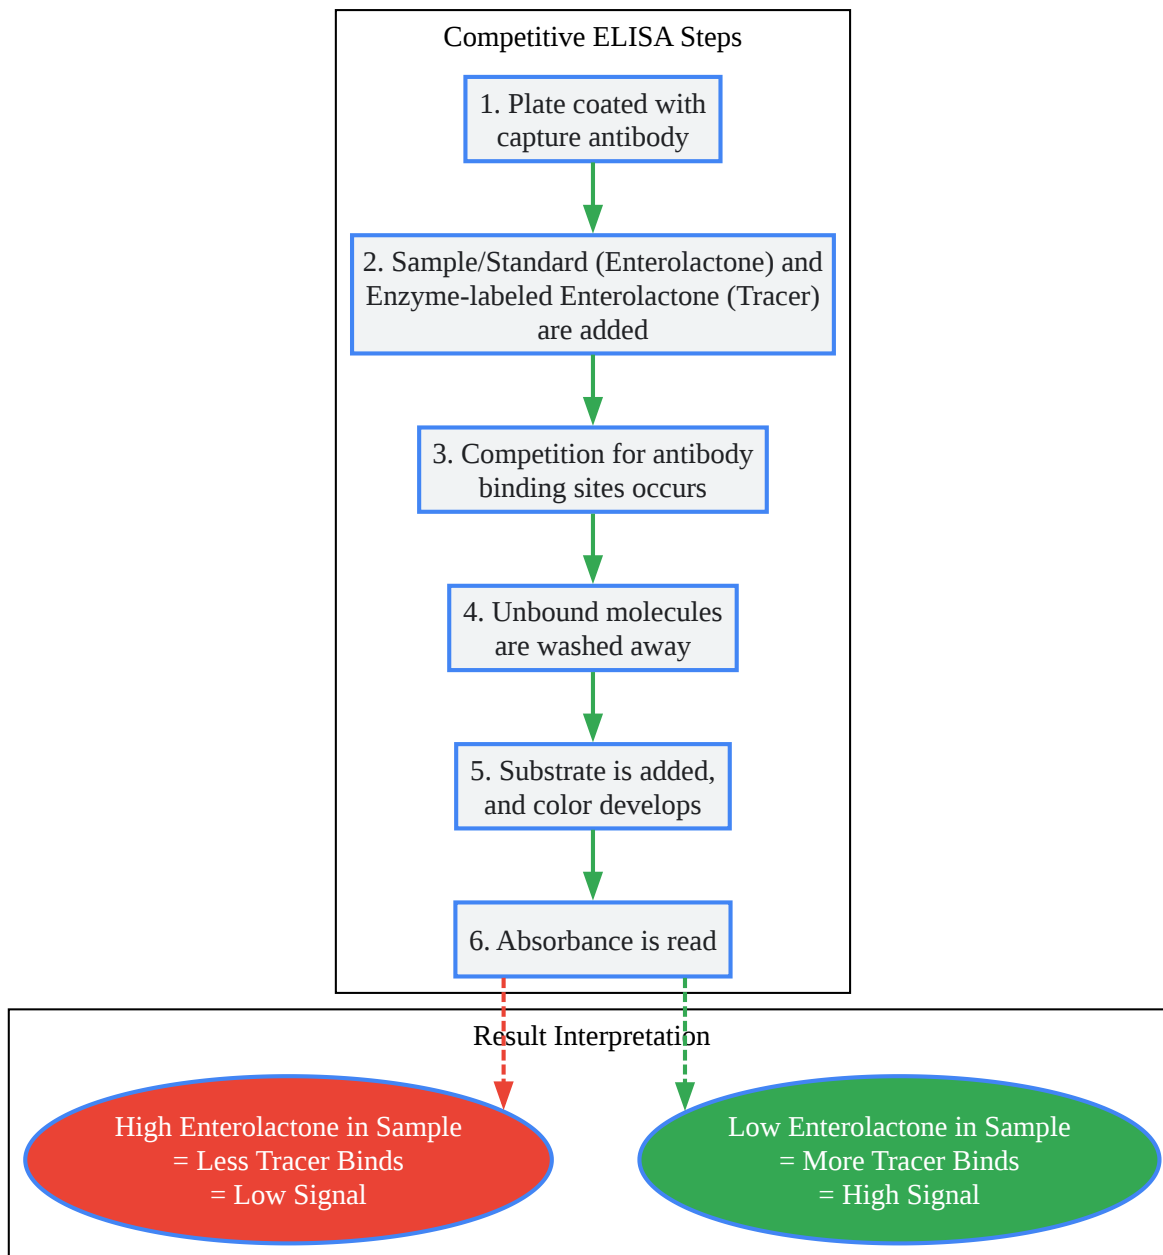 Competitive ELISA Steps
1. Plate coated with
capture antibody
2. Sample/Standard (Enterolactone) and
Enzyme-labeled Enterolactone (Tracer)
are added
3. Competition for antibody
binding sites occurs
4. Unbound molecules
are washed away
5. Substrate is added,
and color develops
6. Absorbance is read
Result Interpretation
High Enterolactone in Sample
= Less Tracer Binds
= Low Signal
Low Enterolactone in Sample
= More Tracer Binds
= High Signal